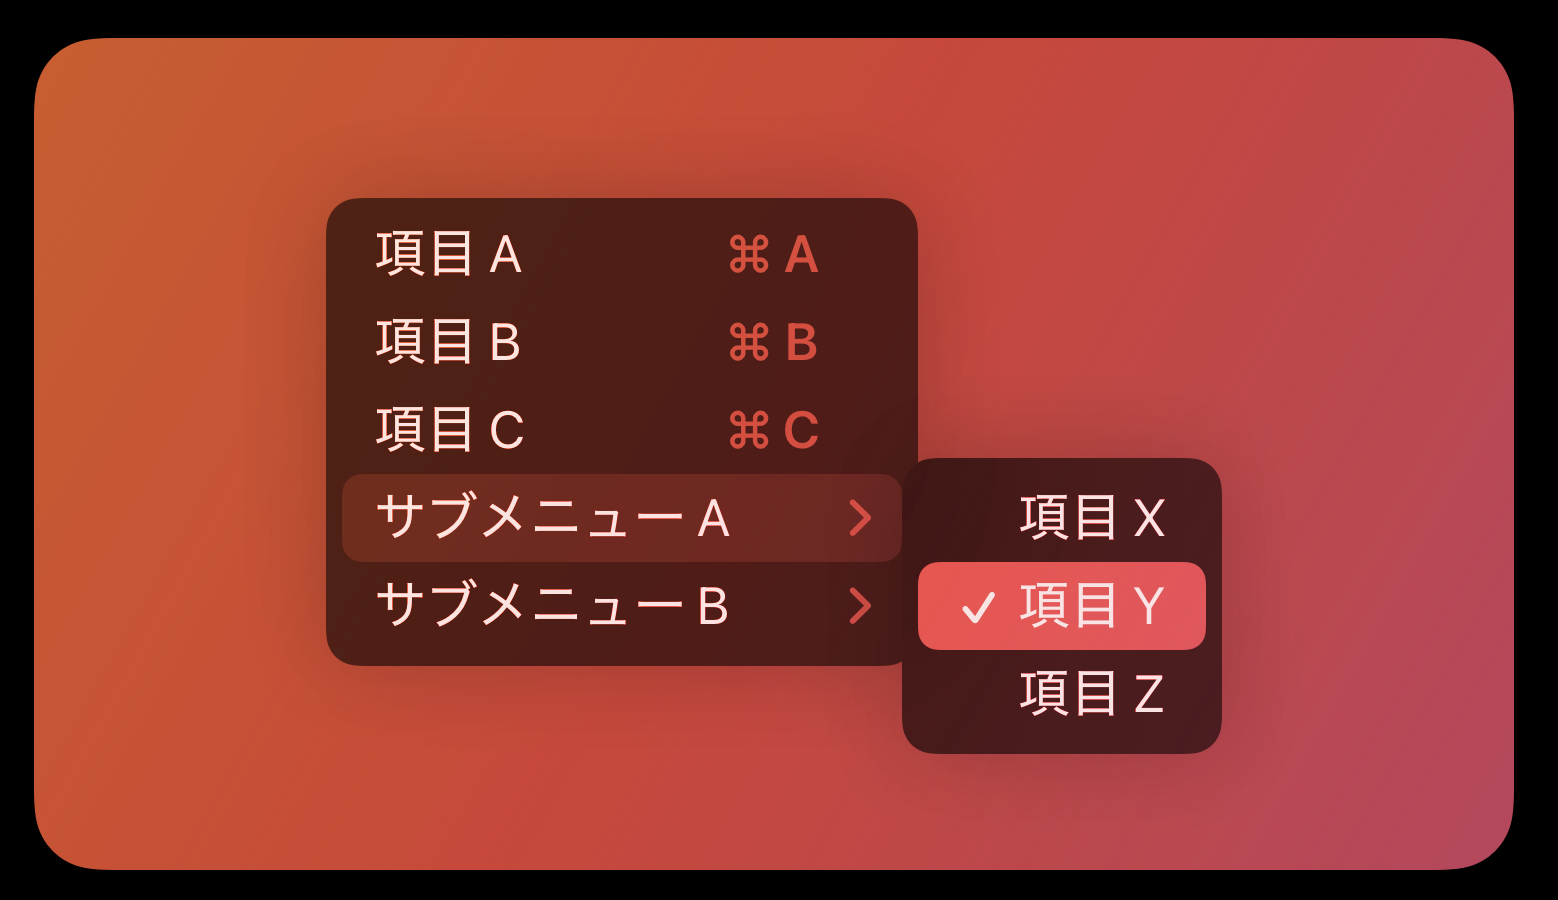 項目 A ⌘ A
項目 B ⌘ B
項目 C ⌘ C
サブメニュー A
サブメニュー B
項目 X
項目 Y
項目 Z